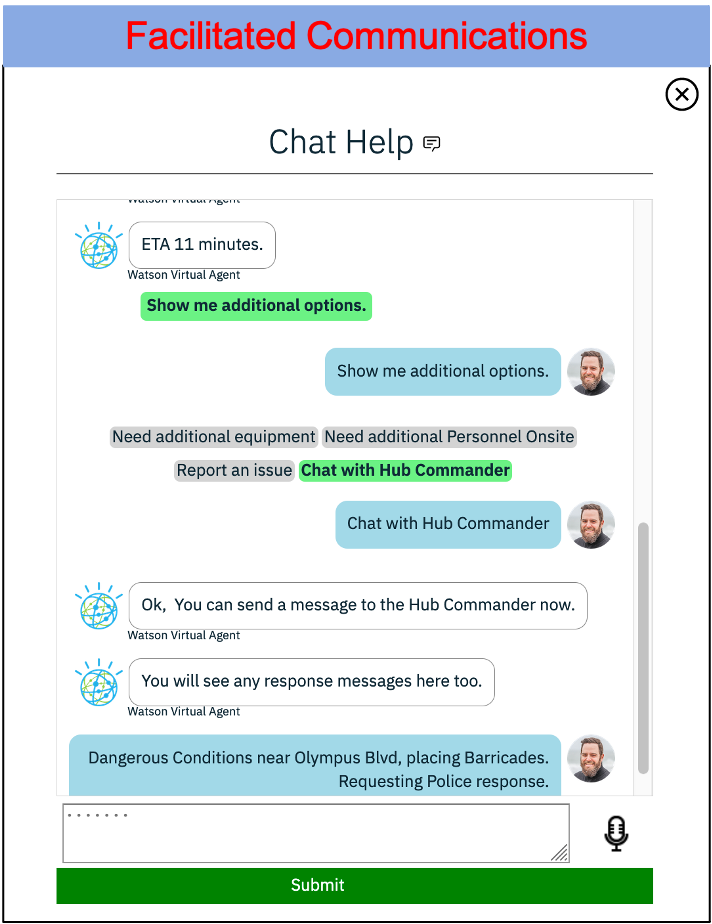 Facilitated Communications
Chat Help
Watson Virtual Agent
ETA 11 minutes.
Watson Virtual Agent
Show me additional options.
Show me additional options.
Need additional equipment Need additional Personnel Onsite
Report an issue Chat with Hub Commander
Chat with Hub Commander
Ok,  You can send a message to the Hub Commander now.
Watson Virtual Agent
You will see any response messages here too.
Watson Virtual Agent
Dangerous Conditions near Olympus Blvd, placing Barricades.
Requesting Police response.
.......
Submit